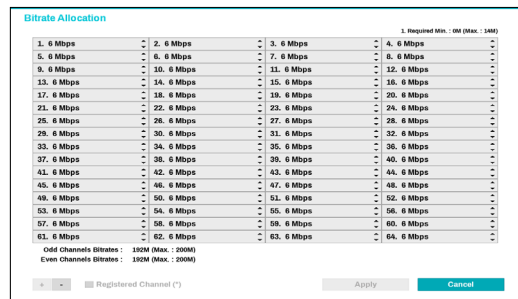 Bitrate Allocation
1. Required Min. : 0M (Max. : 14M)
1. 6 Mbps 2. 6 Mbps 3. 6 Mbps 4. 6 Mbps
5. 6 Mbps 6. 6 Mbps 7. 6 Mbps 8. 6 Mbps
9. 6 Mbps 10. 6 Mbps 11. 6 Mbps 12. 6 Mbps
13. 6 Mbps 14. 6 Mbps 15. 6 Mbps 16. 6 Mbps
17. 6 Mbps 18. 6 Mbps 19. 6 Mbps 20. 6 Mbps
21. 6 Mbps 22. 6 Mbps 23. 6 Mbps 24. 6 Mbps
25. 6 Mbps 26. 6 Mbps 27. 6 Mbps 28. 6 Mbps
29. 6 Mbps 30. 6 Mbps 31. 6 Mbps 32. 6 Mbps
33. 6 Mbps 34. 6 Mbps 35. 6 Mbps 36. 6 Mbps
37. 6 Mbps 38. 6 Mbps 39. 6 Mbps 40. 6 Mbps
41. 6 Mbps 42. 6 Mbps 43. 6 Mbps 44. 6 Mbps
45. 6 Mbps 46. 6 Mbps 47. 6 Mbps 48. 6 Mbps
49. 6 Mbps 50. 6 Mbps 51. 6 Mbps 52. 6 Mbps
53. 6 Mbps 54. 6 Mbps 55. 6 Mbps 56. 6 Mbps
57. 6 Mbps 58. 6 Mbps 59. 6 Mbps 60. 6 Mbps
61. 6 Mbps 62. 6 Mbps 63. 6 Mbps 64. 6 Mbps
Odd Channels Bitrates : 192M (Max. : 200M)
Even Channels Bitrates : 192M (Max. : 200M)
+ - Registered Channel (*) Apply Cancel